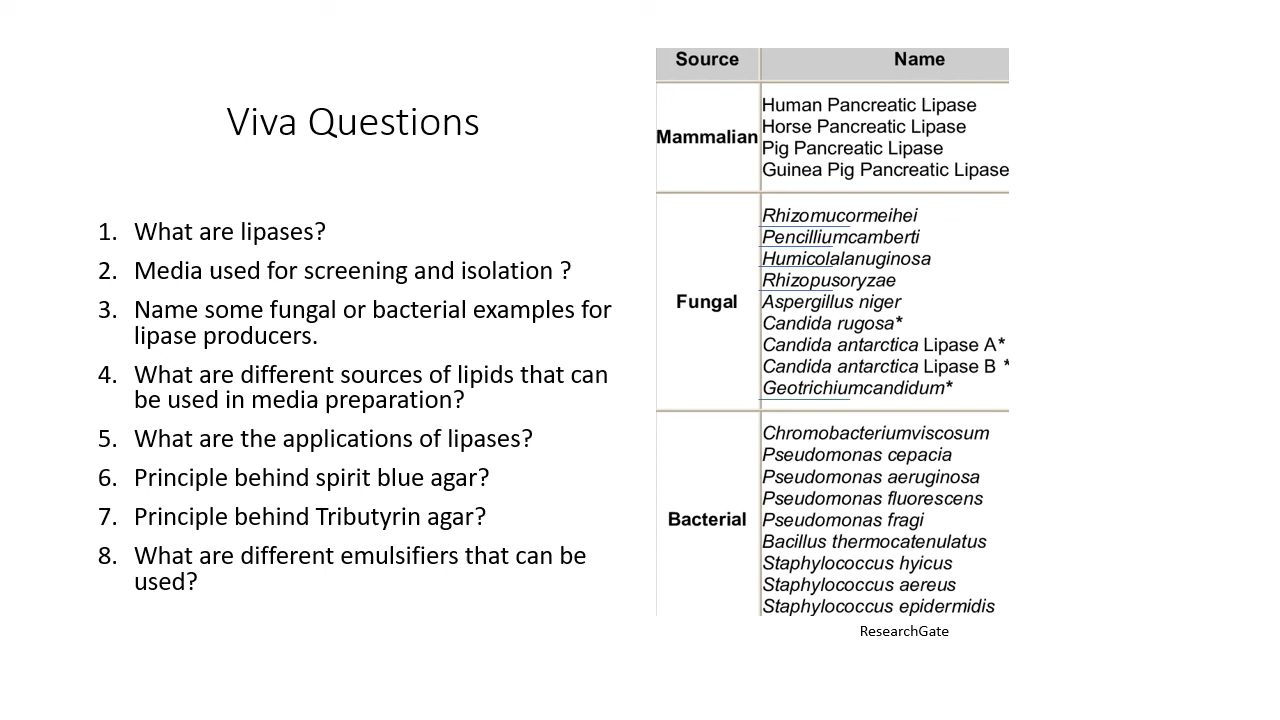 Viva Questions
1. What are lipases?
2. Media used for screening and isolation ?
3. Name some fungal or bacterial examples for
lipase producers.
4. What are different sources of lipids that can
be used in media preparation?
5. What are the applications of lipases?
6. Principle behind spirit blue agar?
7. Principle behind Tributyrin agar?
8. What are different emulsifiers that can be
used?
Source Name
Mammalian
Human Pancreatic Lipase
Horse Pancreatic Lipase
Pig Pancreatic Lipase
Guinea Pig Pancreatic Lipase
Fungal
Rhizomucormeihei
Pencilliumcamberti
Humicolalanuginosa
Rhizopusoryzae
Aspergillus niger
Candida rugosa*
Candida antarctica Lipase A*
Candida antarctica Lipase B *
Geotrichiumcandidum*
Bacterial
Chromobacteriumviscosum
Pseudomonas cepacia
Pseudomonas aeruginosa
Pseudomonas fluorescens
Pseudomonas fragi
Bacillus thermocatenulatus
Staphylococcus hyicus
Staphylococcus aereus
Staphylococcus epidermidis
ResearchGate